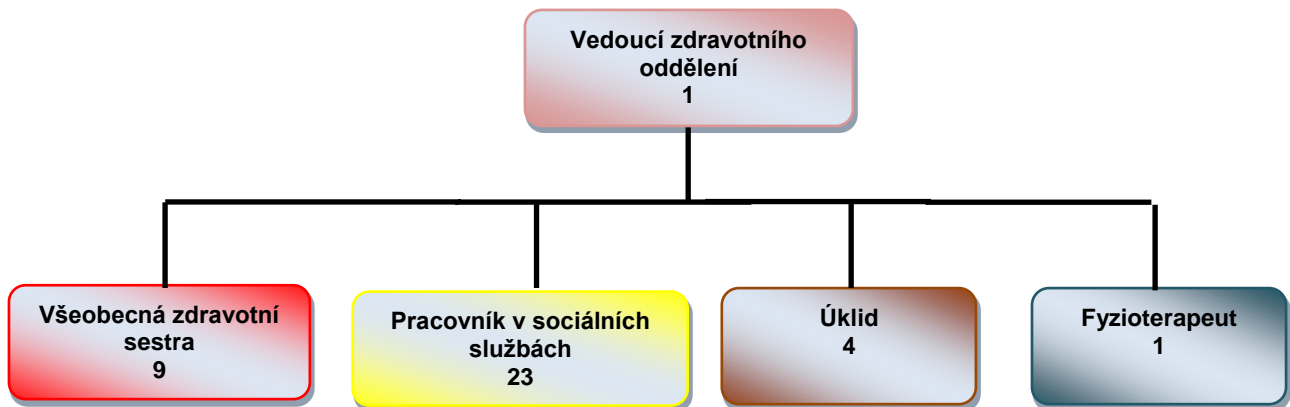 Vedoucí zdravotního
oddělení
1
Všeobecná zdravotní
sestra
9
Pracovník v sociálních
službách
23
Úklid
4
Fyzioterapeut
1